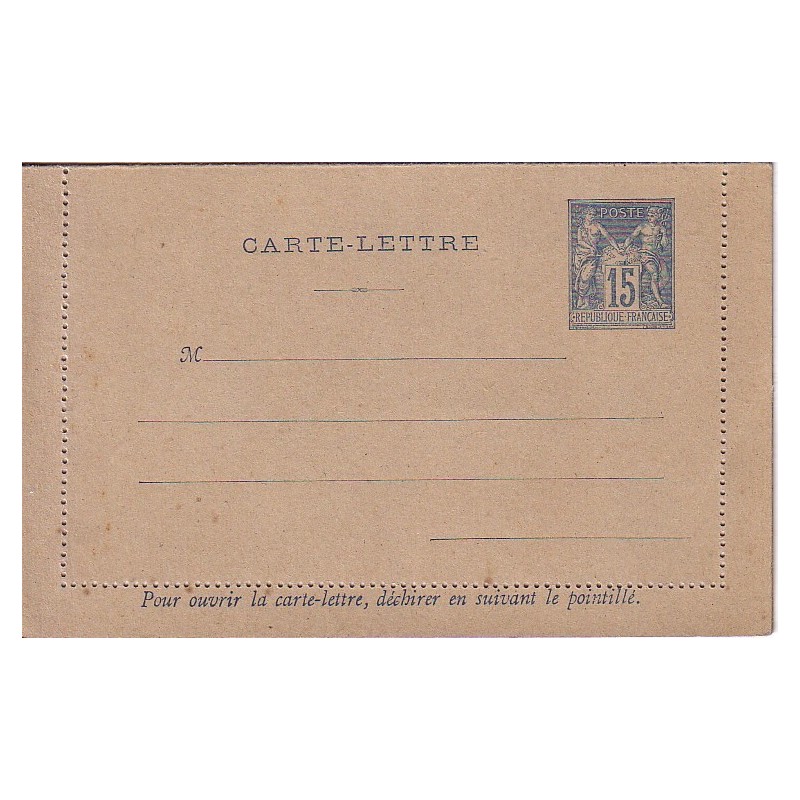 POSTE
CARTE-LETTRE
15
REPUBLIQUE FRANÇAISE
M
Pour ouvrir la carte-lettre, déchirer en suivant le pointillé.